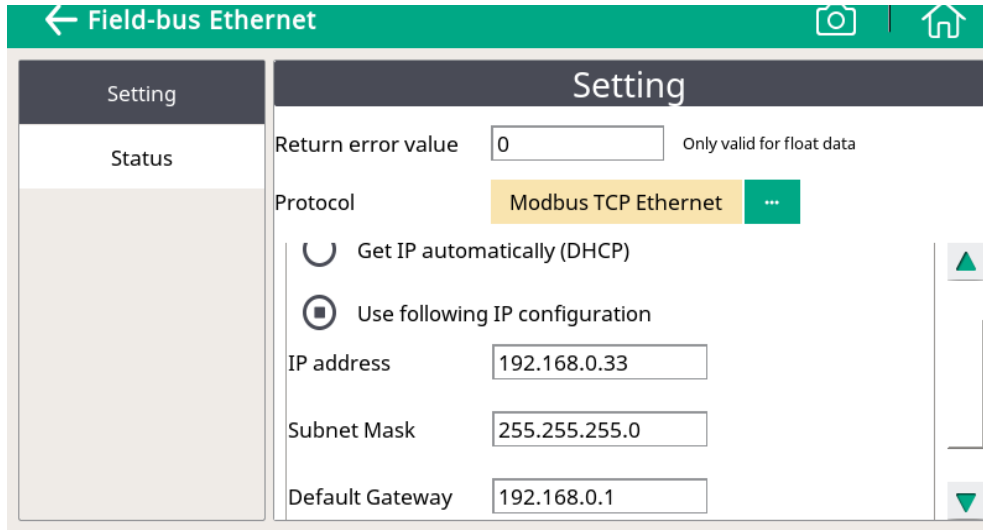 Field-bus Ethernet
Setting
Status
Setting
Return error value 0 Only valid for float data
Protocol Modbus TCP Ethernet ...
Get IP automatically (DHCP)
Use following IP configuration
IP address 192.168.0.33
Subnet Mask 255.255.255.0
Default Gateway 192.168.0.1